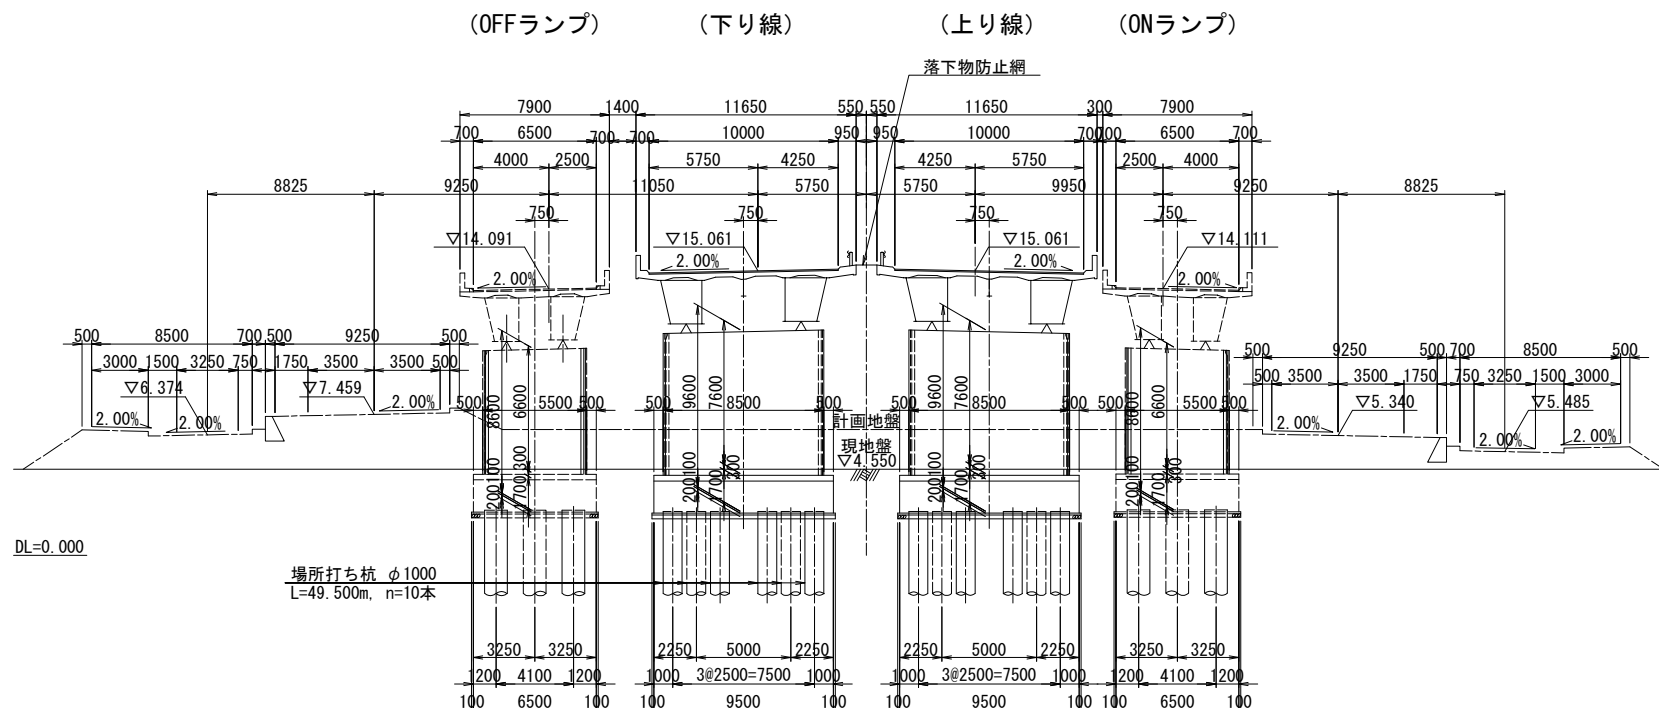 (OFFランプ) (下り線) (上り線) (ONランプ)
落下物防止網
7900 1400 11650 550 550 11650 300 7900
700 6500 700 700 10000 950 950 10000 700 6500 700
4000 2500 5750 4250 4250 5750 2500 4000
8825 9250 11050 5750 5750 9950 9250 8825
750 750 750 750
▽14.091 ▽15.061 ▽15.061 ▽14.111
2.00% 2.00% 2.00% 2.00%
500 8500 700 500 9250 500 500 9250 500 700 8500 500
3000 1500 3250 750 1750 3500 3500 500 500 3500 3500 1750 750 3250 1500 3000
▽6.374 ▽7.459 ▽5.340 ▽5.485
2.00% 2.00% 2.00% 2.00% 2.00% 2.00%
8600 6600 9600 7600 9600 7600 6600
500 5500 500 500 8500 500 500 8500 500 500 5500 500
計画地盤
現地盤
▽4.550
DL=0.000
場所打ち杭 φ1000
L=49.500m, n=10本
3250 3250 2250 5000 2250 2250 5000 2250 3250 3250
1200 4100 1200 1000 3@2500=7500 1000 1000 3@2500=7500 1000 1200 4100 1200
100 6500 100 100 9500 100 100 9500 100 100 6500 100